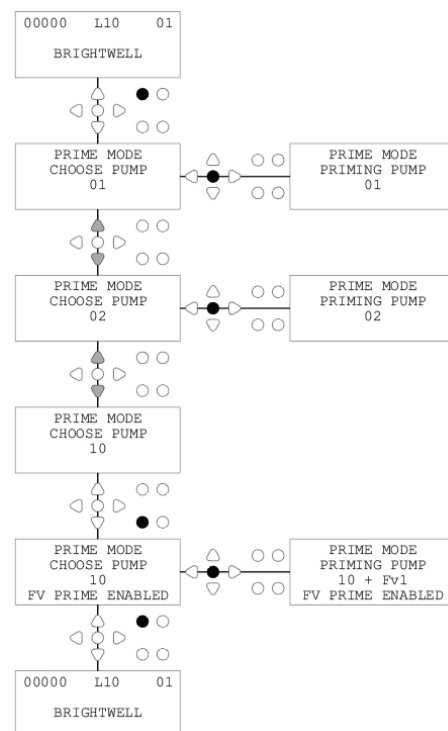 00000 L10 01
BRIGHTWELL
PRIME MODE
CHOOSE PUMP
01
PRIME MODE
PRIMING PUMP
01
PRIME MODE
CHOOSE PUMP
02
PRIME MODE
PRIMING PUMP
02
PRIME MODE
CHOOSE PUMP
10
PRIME MODE
CHOOSE PUMP
10
FV PRIME ENABLED
PRIME MODE
PRIMING PUMP
10 + Fv1
FV PRIME ENABLED
00000 L10 01
BRIGHTWELL